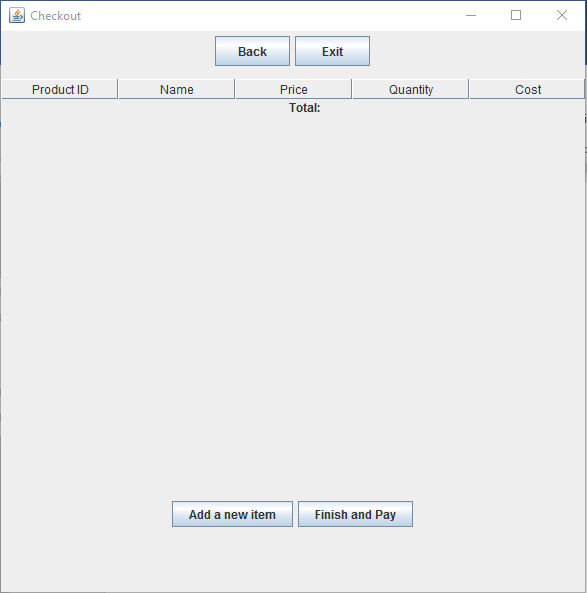 Checkout
Back Exit
Product ID Name Price Quantity Cost
Total:
Add a new item Finish and Pay